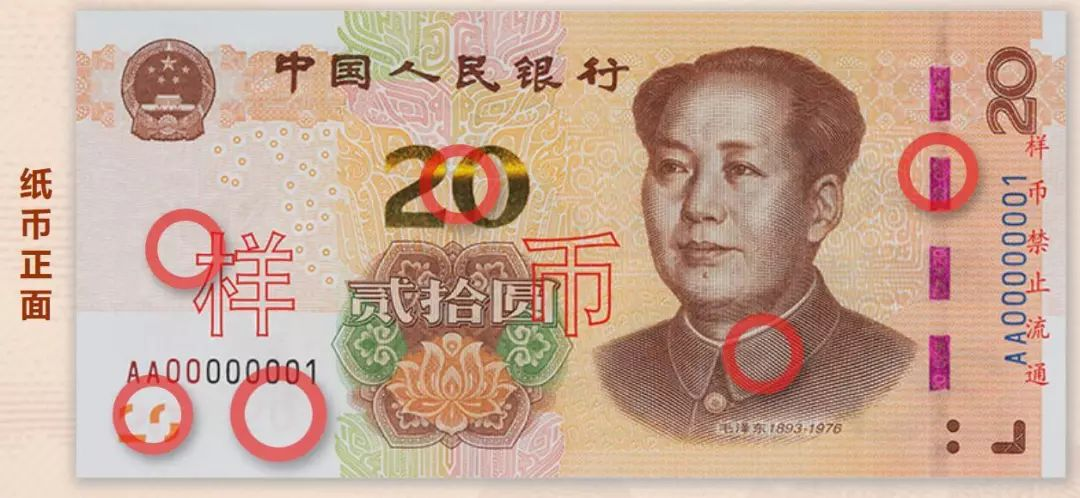 纸币正面
中国人民银行
20
20
样币
贰拾圆
AA00000001
毛泽东1893-1976
AA00000001
样币禁止流通